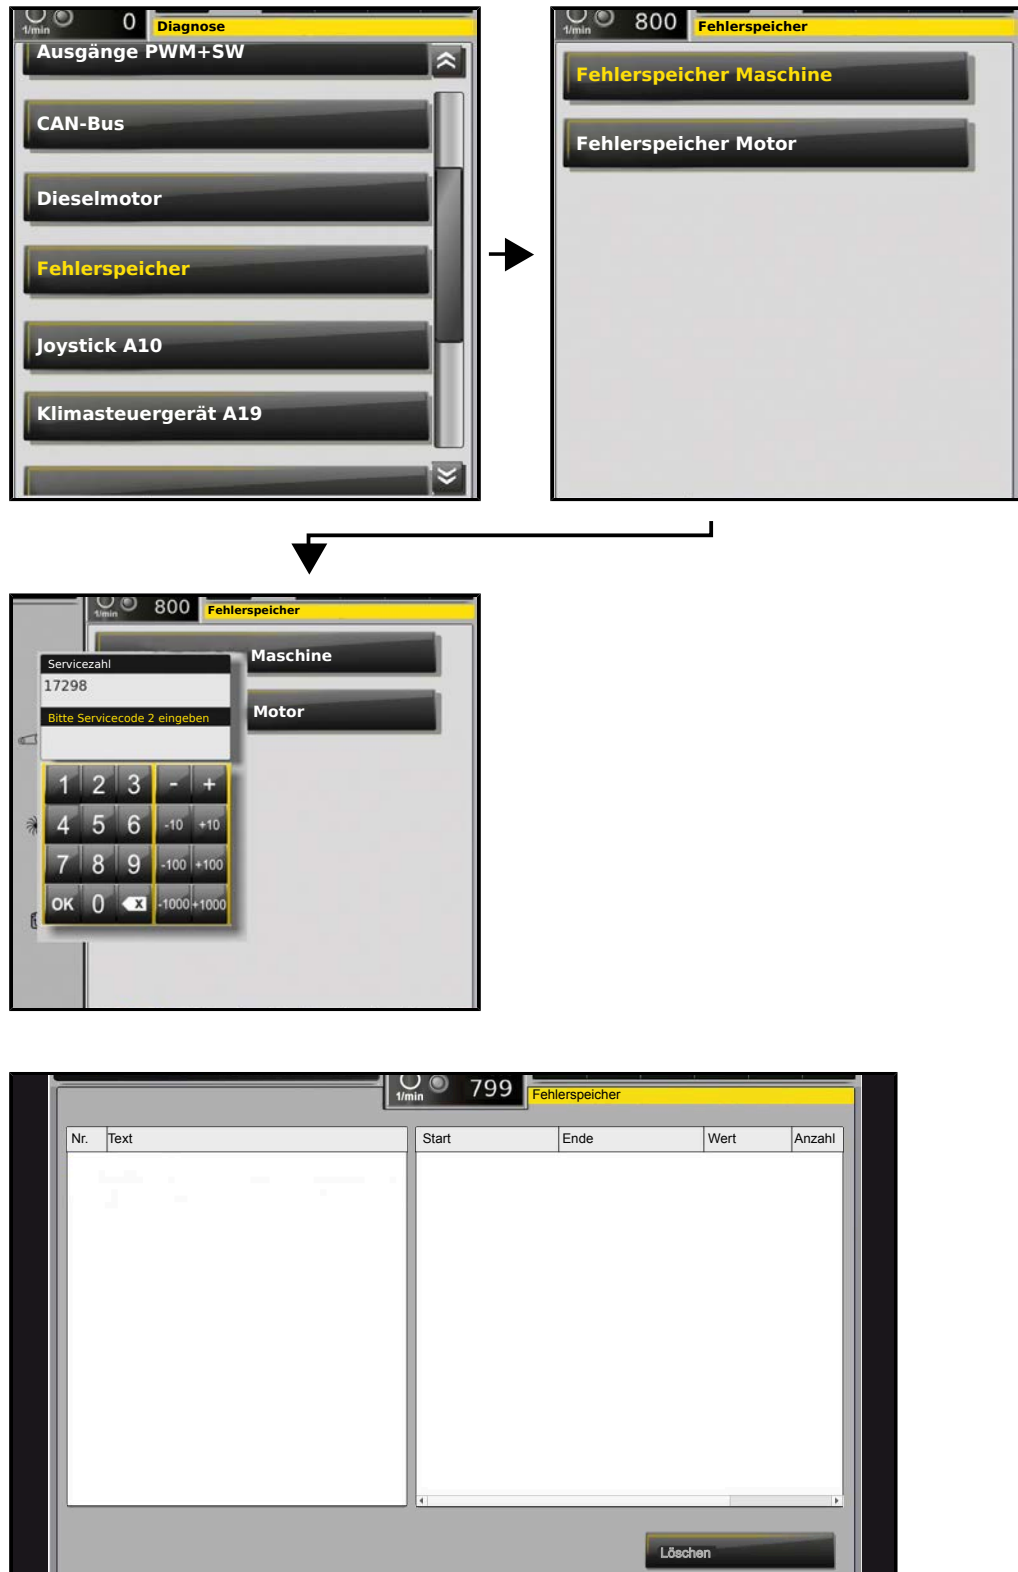 1/min 0 Diagnose
Ausgänge PWM+SW
CAN-Bus
Dieselmotor
Fehlerspeicher
Joystick A10
Klimasteuergerät A19
1/min 800 Fehlerspeicher
Fehlerspeicher Maschine
Fehlerspeicher Motor
1/min 800 Fehlerspeicher
Maschine
Motor
Servicezahl
17298
Bitte Servicecode 2 eingeben
1 2 3 - +
4 5 6 -10 +10
7 8 9 -100 +100
OK 0 x -1000 +1000
1/min 799 Fehlerspeicher
Nr. Text Start Ende Wert Anzahl
Löschen